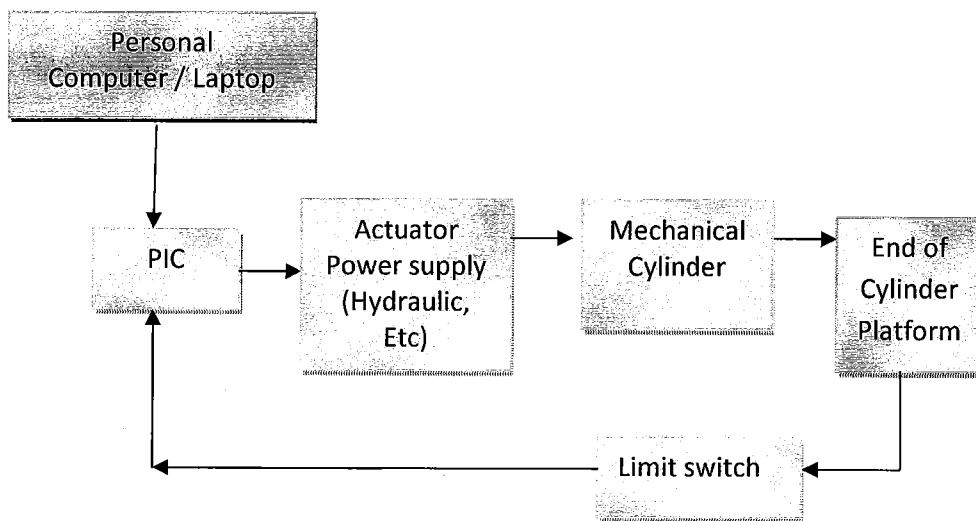 Personal
Computer / Laptop
PIC
Actuator
Power supply
(Hydraulic,
Etc)
Mechanical
Cylinder
End of
Cylinder
Platform
Limit switch